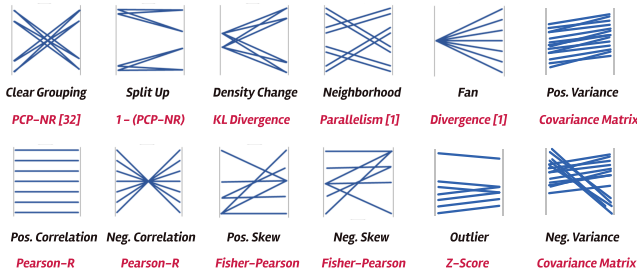 Clear Grouping Split Up Density Change Neighborhood Fan Pos. Variance
PCP-NR [32] 1 - (PCP-NR) KL Divergence Parallelism [1] Divergence [1] Covariance Matrix
Pos. Correlation Neg. Correlation Pos. Skew Neg. Skew Outlier Neg. Variance
Pearson-R Pearson-R Fisher-Pearson Fisher-Pearson Z-Score Covariance Matrix